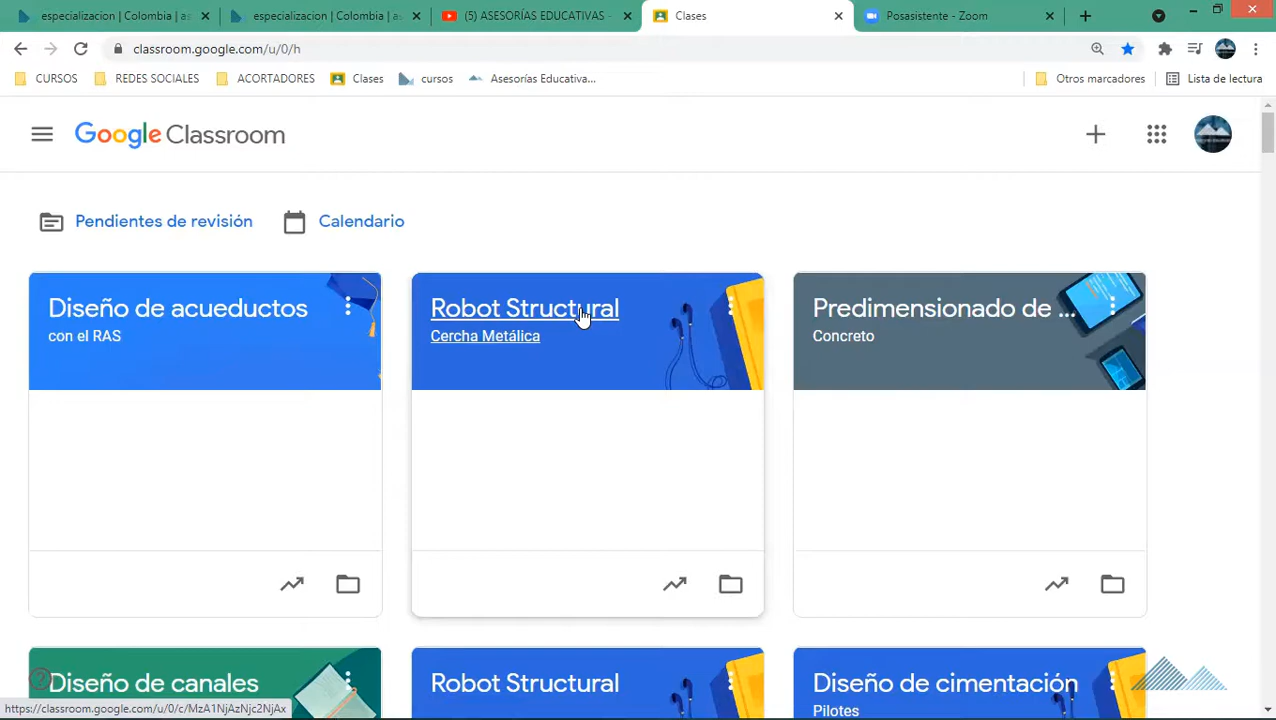 especializacion | Colombia | as
especializacion | Colombia | as
(5) ASESORÍAS EDUCATIVAS -
Clases
Posasistente - Zoom
classroom.google.com/u/0/h
CURSOS
REDES SOCIALES
ACORTADORES
Clases
cursos
Asesorías Educativa...
Otros marcadores
Lista de lectura
Google Classroom
Pendientes de revisión
Calendario
Diseño de acueductos
con el RAS
Robot Structural
Cercha Metálica
Predimensionado de ...
Concreto
Diseño de canales
Robot Structural
Diseño de cimentación
Pilotes
https://classroom.google.com/u/0/c/MzA1NjAzNjc2NjAx